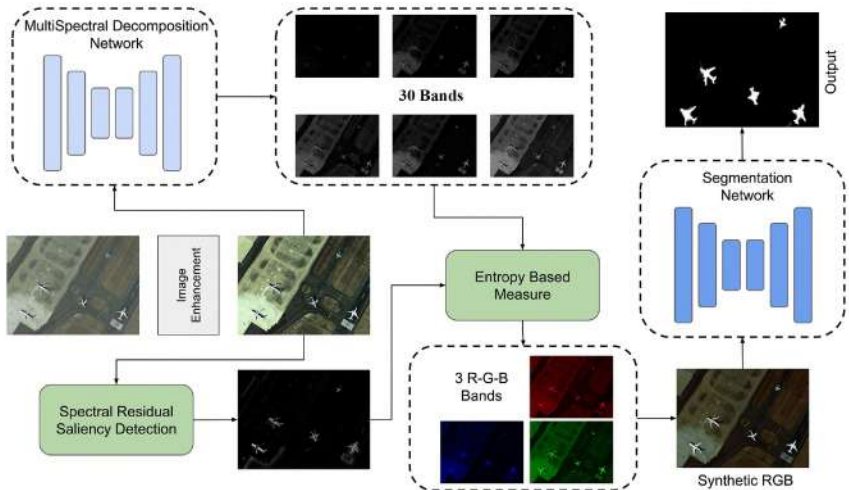 MultiSpectral Decomposition
Network
30 Bands
Output
Segmentation
Network
Image
Enhancement
Entropy Based
Measure
Spectral Residual
Saliency Detection
3 R-G-B
Bands
Synthetic RGB